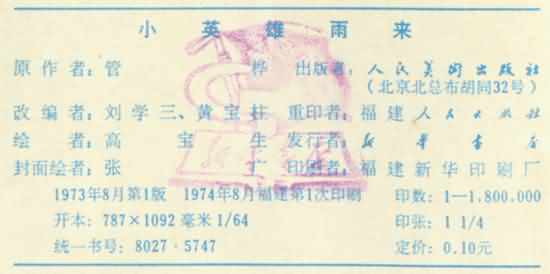 小英雄雨来
原作者：管 桦 出版者：人民美术出版社
（北京北总布胡同32号）
改编者：刘学三、黄宝柱 重印者：福建人民出版社
绘者：高宝生 发行者：新华书店
封面绘者：张 广 印刷者：福建新华印刷厂
1973年8月第1版 1974年8月福建第1次印刷 印数：1—1,800,000
开本：787×1092毫米1/64 印张：1 1/4
统一书号：8027·5747 定价：0.10元